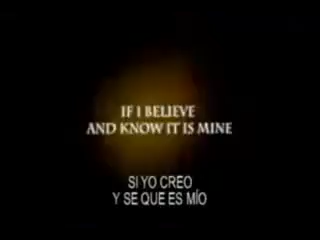 IF I BELIEVE
AND KNOW IT IS MINE
SI YO CREO
Y SE QUE ES MÍO